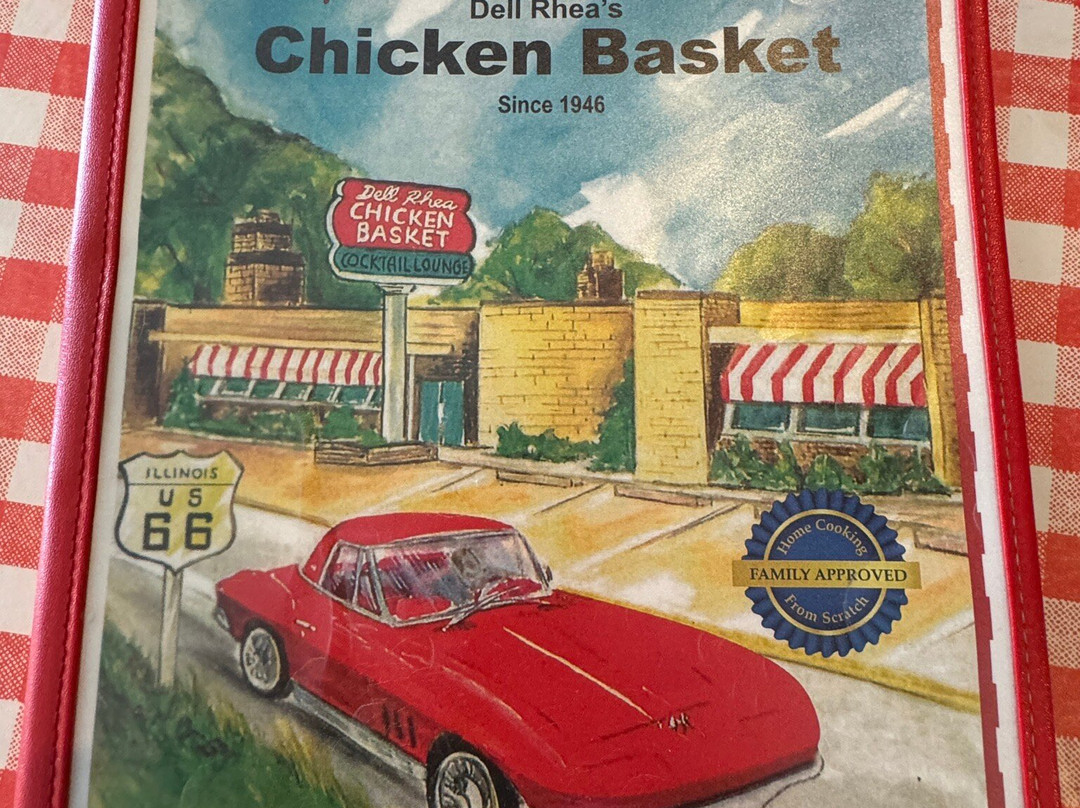 Dell Rhea's
Chicken Basket
Since 1946
Dell Rhea
CHICKEN
BASKET
COCKTAIL LOUNGE
ILLINOIS
U S
66
Home Cooking
FAMILY APPROVED
From Scratch